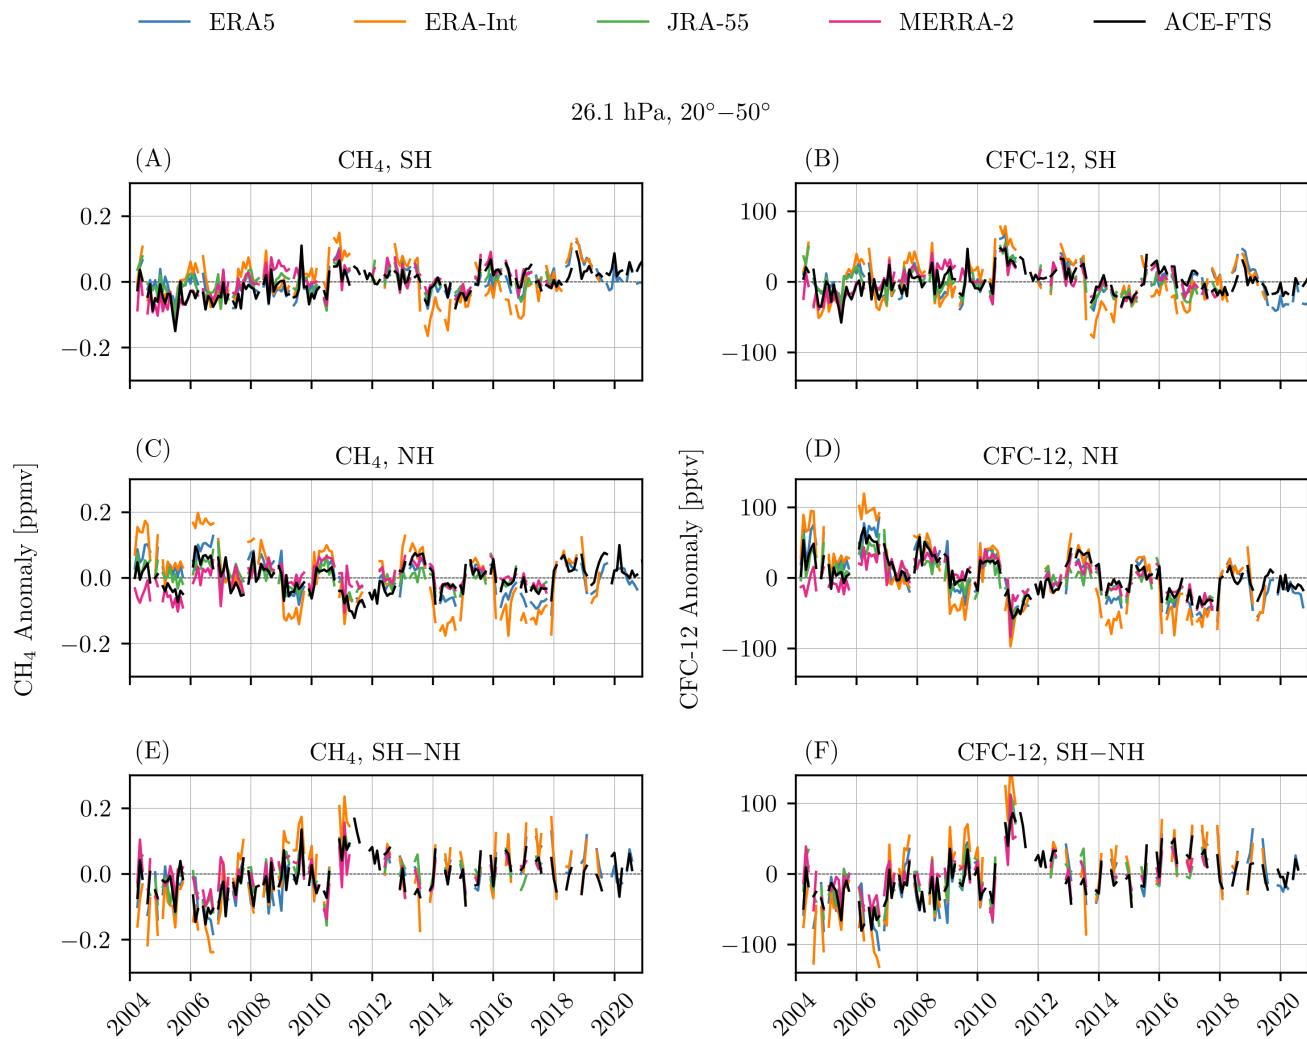 ERA5 ERA-Int JRA-55 MERRA-2 ACE-FTS
26.1 hPa, 20°−50°
(A) CH₄, SH
(B) CFC-12, SH
0.2
0.0
−0.2
100
0
−100
(C) CH₄, NH
(D) CFC-12, NH
CH₄ Anomaly [ppmv]
0.2
0.0
−0.2
CFC-12 Anomaly [pptv]
100
0
−100
(E) CH₄, SH−NH
(F) CFC-12, SH−NH
0.2
0.0
−0.2
100
0
−100
2004 2006 2008 2010 2012 2014 2016 2018 2020
2004 2006 2008 2010 2012 2014 2016 2018 2020